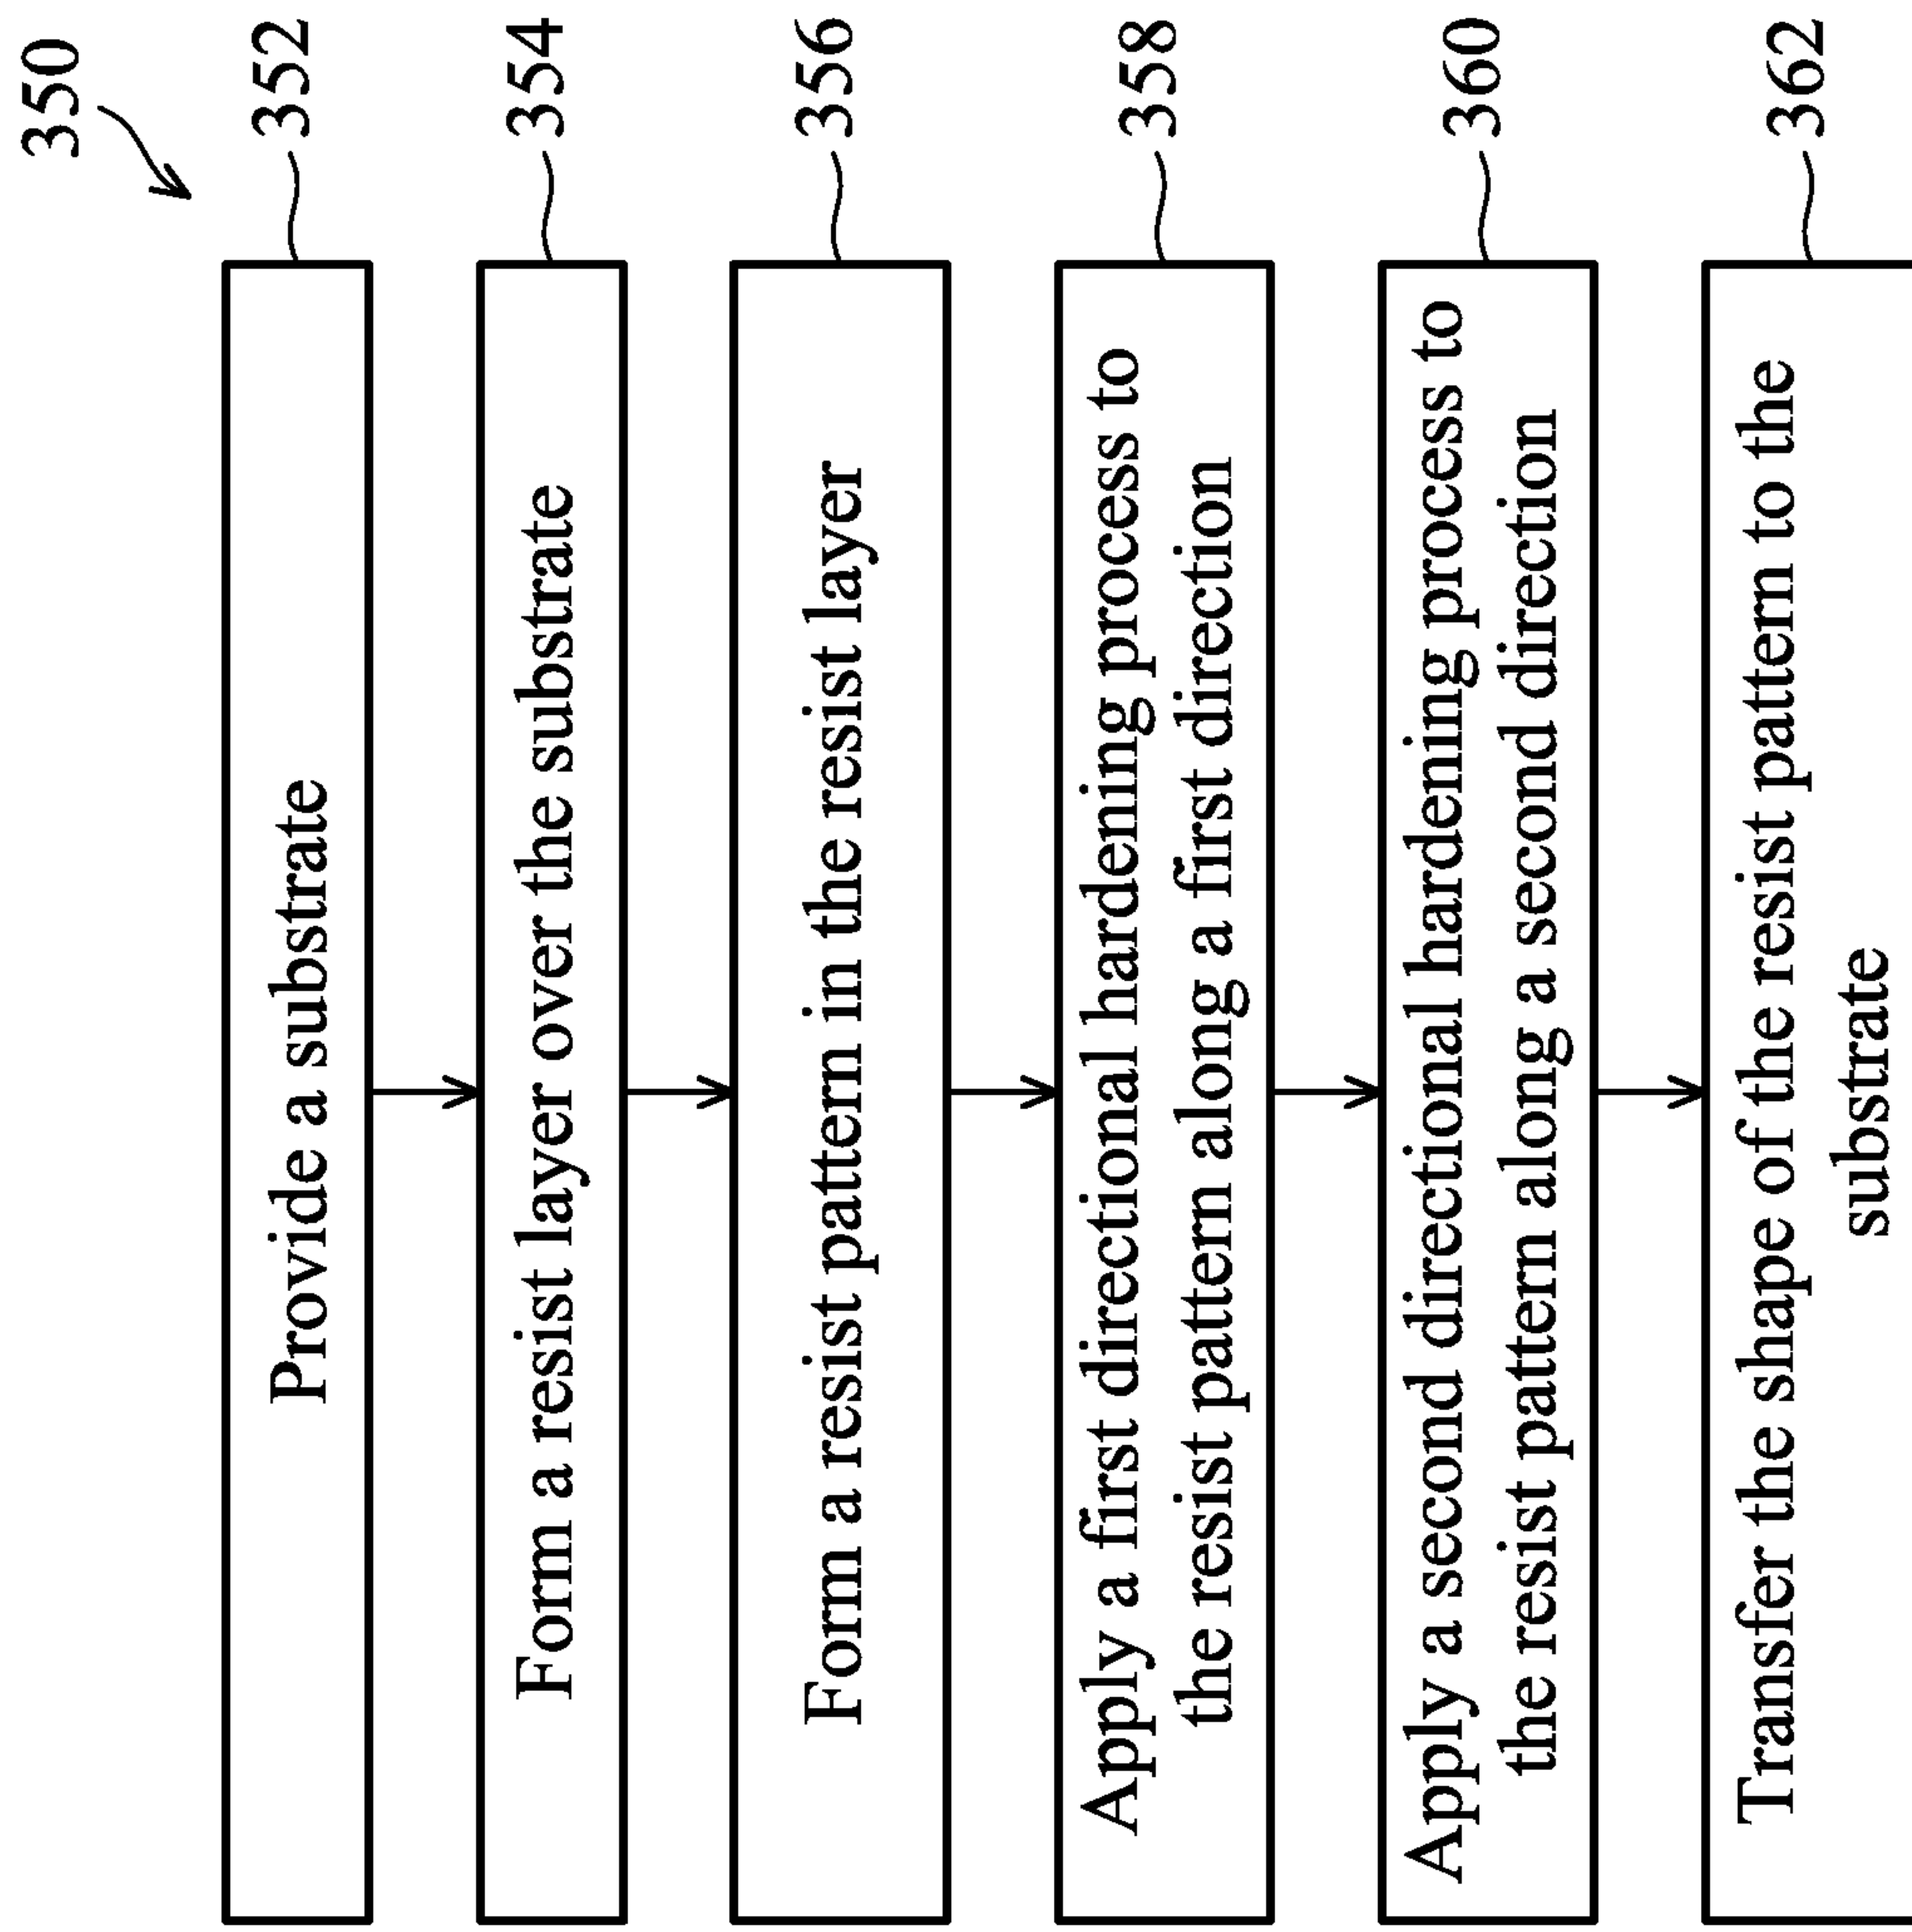 350
Provide a substrate
352
Form a resist layer over the substrate
354
Form a resist pattern in the resist layer
356
Apply a first directional hardening process to
the resist pattern along a first direction
358
Apply a second directional hardening process to
the resist pattern along a second direction
360
Transfer the shape of the resist pattern to the
substrate
362